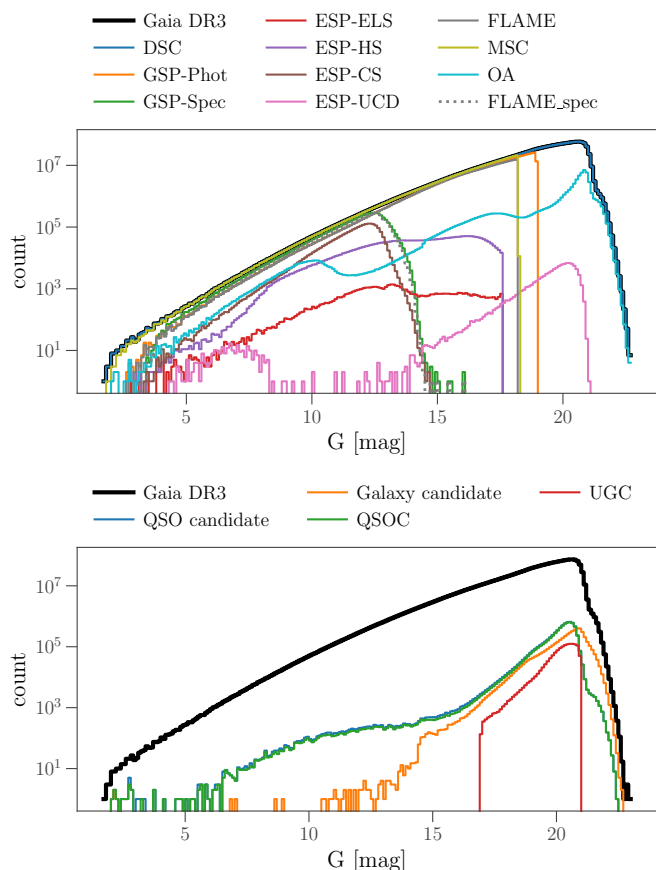 Gaia DR3 ESP-ELS FLAME
DSC ESP-HS MSC
GSP-Phot ESP-CS OA
GSP-Spec ESP-UCD FLAME_spec
10^7
10^5
10^3
10^1
count
5 10 15 20
G [mag]
Gaia DR3 Galaxy candidate UGC
QSO candidate QSOC
10^7
10^5
10^3
10^1
count
5 10 15 20
G [mag]